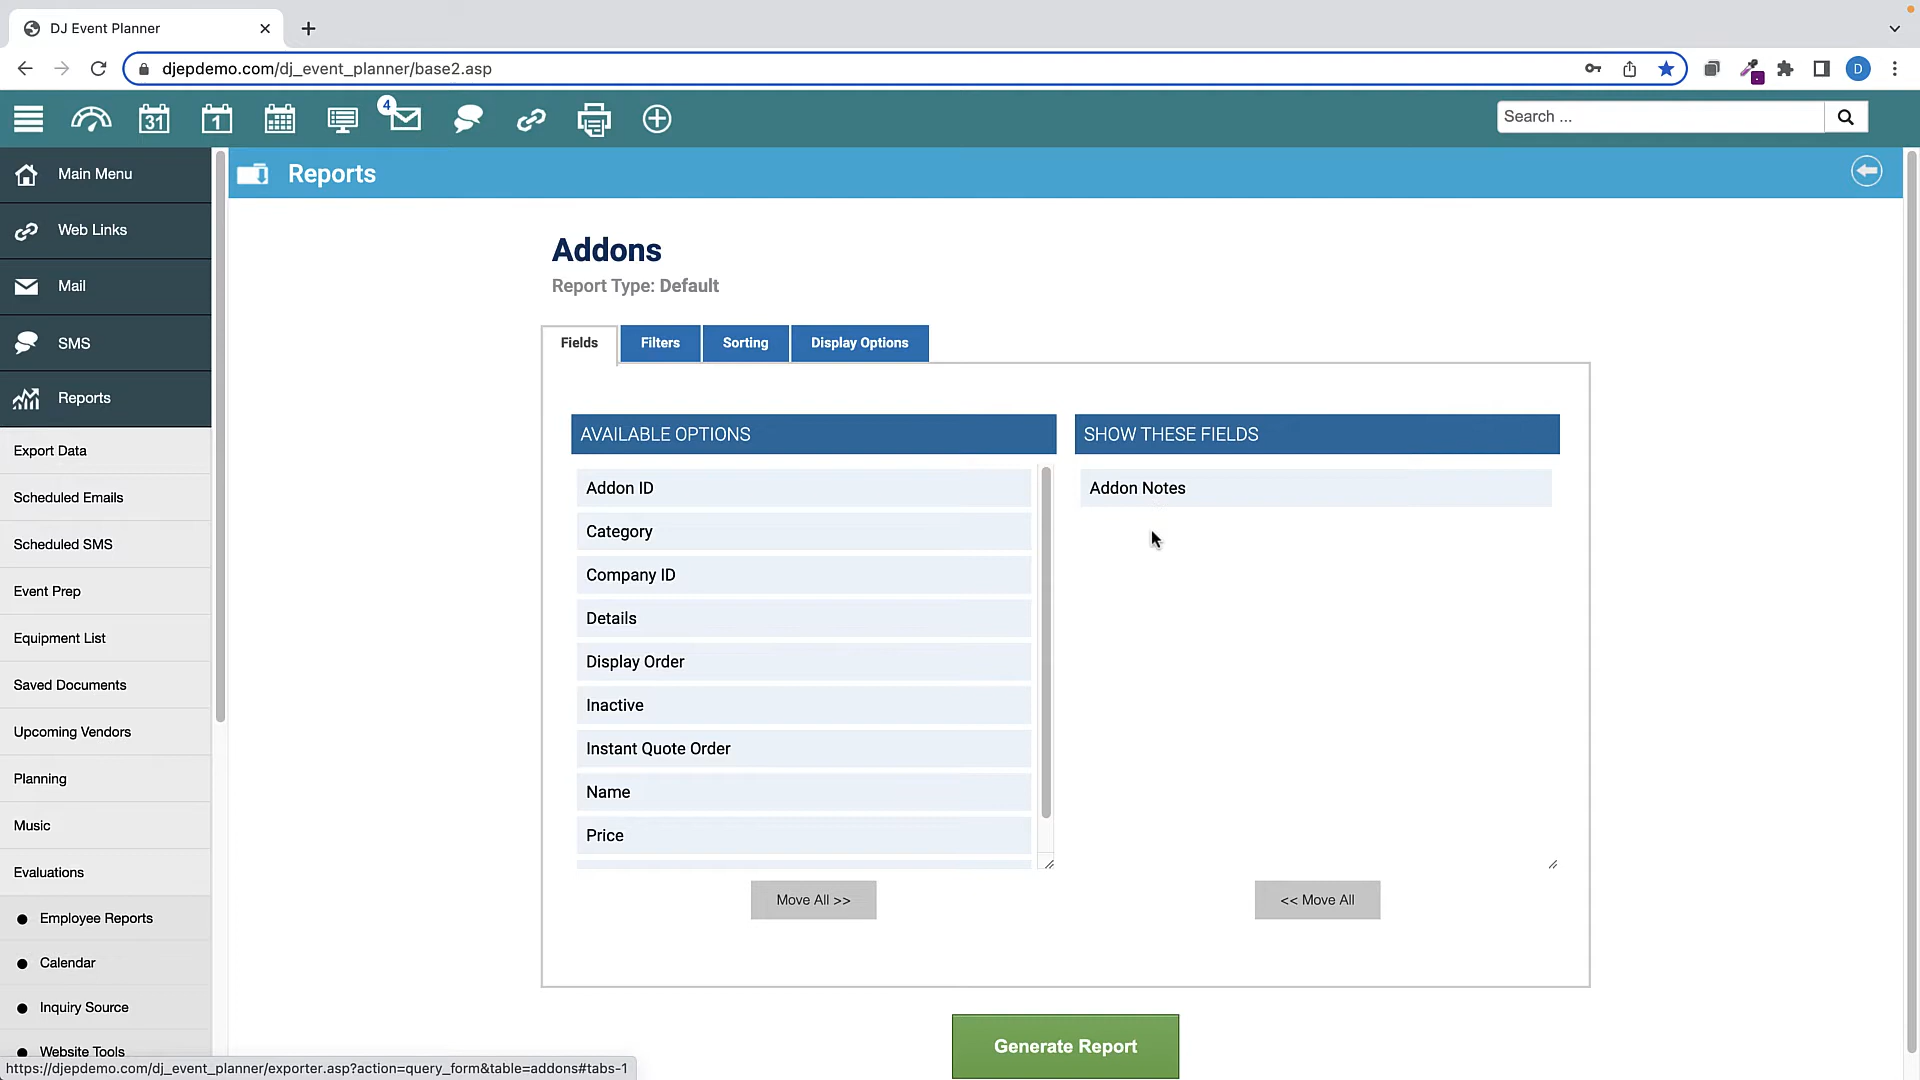 DJ Event Planner
djepdemo.com/dj_event_planner/base2.asp
D
31
1
4
Search ...
Main Menu
Web Links
Mail
SMS
Reports
Export Data
Scheduled Emails
Scheduled SMS
Event Prep
Equipment List
Saved Documents
Upcoming Vendors
Planning
Music
Evaluations
Employee Reports
Calendar
Inquiry Source
Website Tools
Reports
Addons
Report Type: Default
Fields
Filters
Sorting
Display Options
AVAILABLE OPTIONS
Addon ID
Category
Company ID
Details
Display Order
Inactive
Instant Quote Order
Name
Price
Move All >>
SHOW THESE FIELDS
Addon Notes
<< Move All
Generate Report
https://djepdemo.com/dj_event_planner/exporter.asp?action=query_form&table=addons#tabs-1